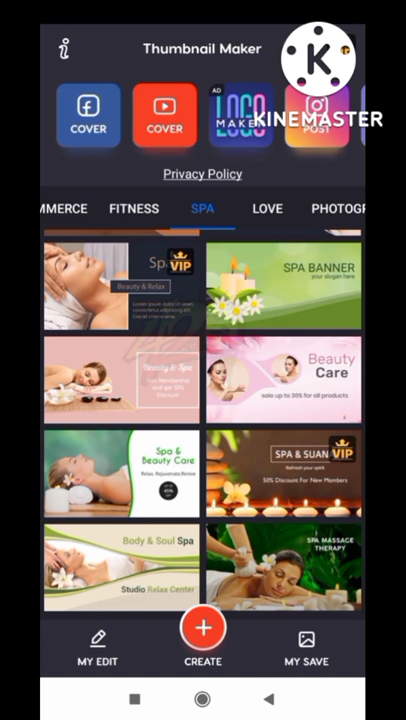 Thumbnail Maker
K
KINEMASTER
COVER
COVER
AD
LOGO
MAKER
POST
Privacy Policy
MMERCE FITNESS SPA LOVE PHOTOGR
Sp
VIP
Beauty & Relax
SPA BANNER
your slogan here
Beauty & Spa
Beauty
Care
sale up to 30% for all products
Spa &
Beauty Care
Relax, Rejuvenate, Revive
SPA & SUAN
VIP
Refresh your spirit
50% Discount For New Members
Body & Soul Spa
Studio Relax Center
SPA MASSAGE
THERAPY
MY EDIT
CREATE
MY SAVE